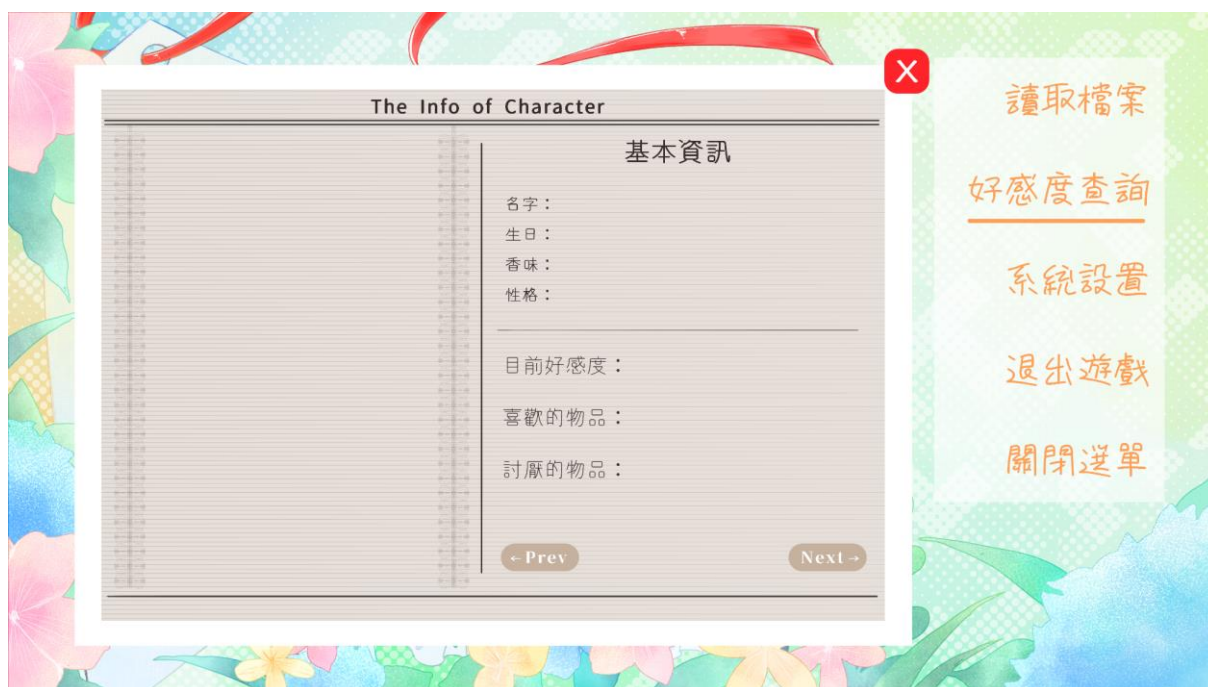 X
The Info of Character
基本資訊
名字：
生日：
香味：
性格：
目前好感度：
喜歡的物品：
討厭的物品：
←Prev
Next→
讀取檔案
好感度查詢
系統設置
退出遊戲
關閉選單